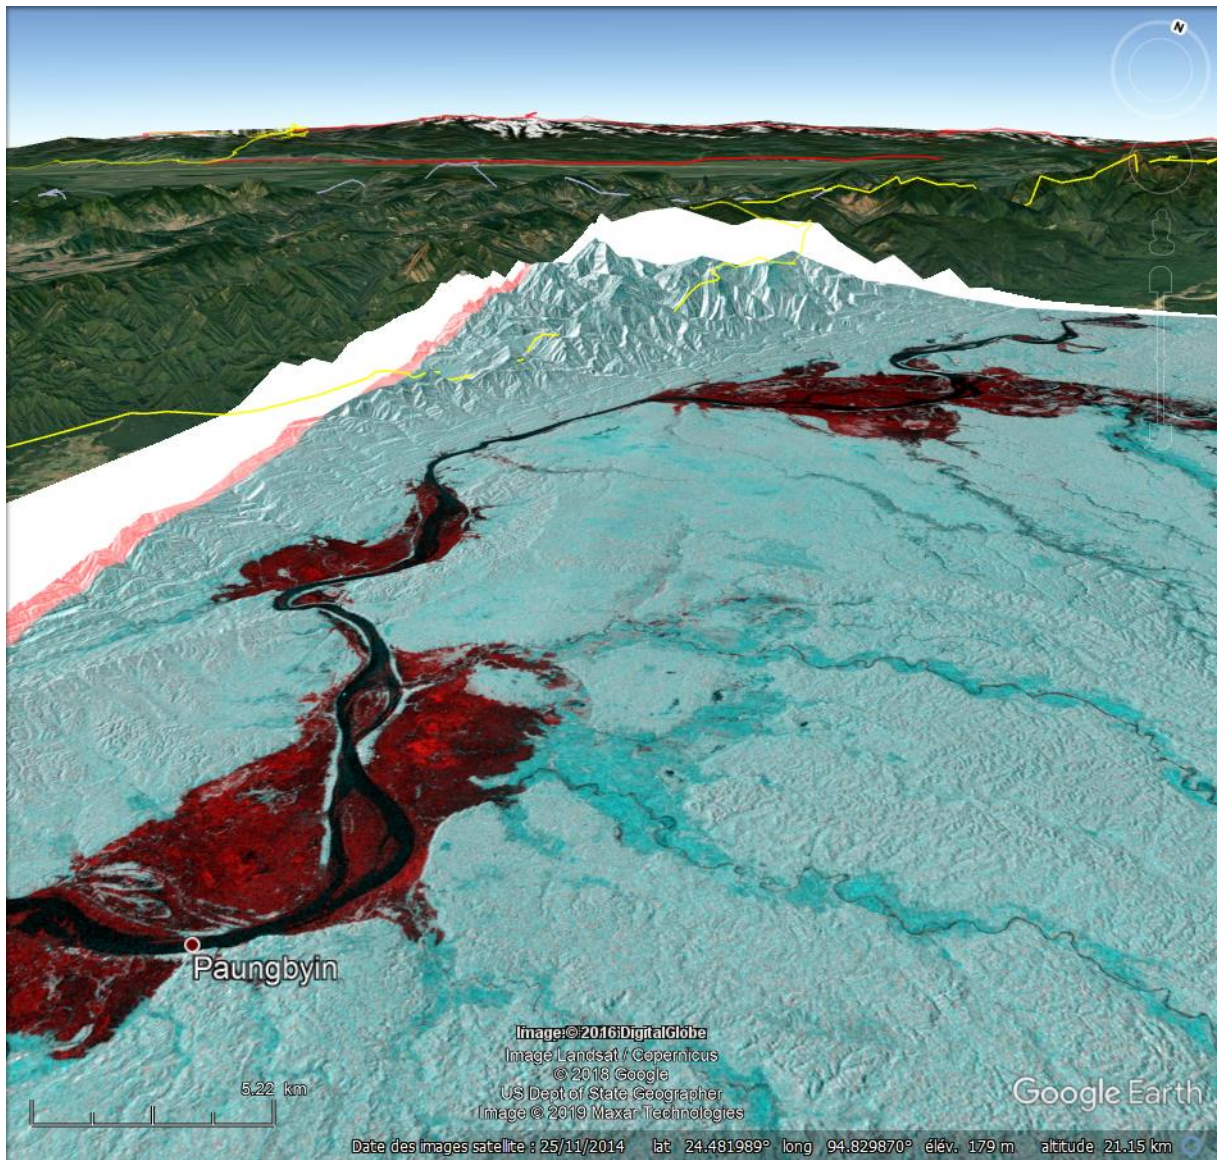 N
Paungbyin
Image © 2016 DigitalGlobe
Image Landsat / Copernicus
© 2018 Google
US Dept of State Geographer
Image © 2019 Maxar Technologies
5.22 km
Google Earth
Date des images satellite : 25/11/2014 lat 24.481989° long 94.829870° élév. 179 m altitude 21.15 km